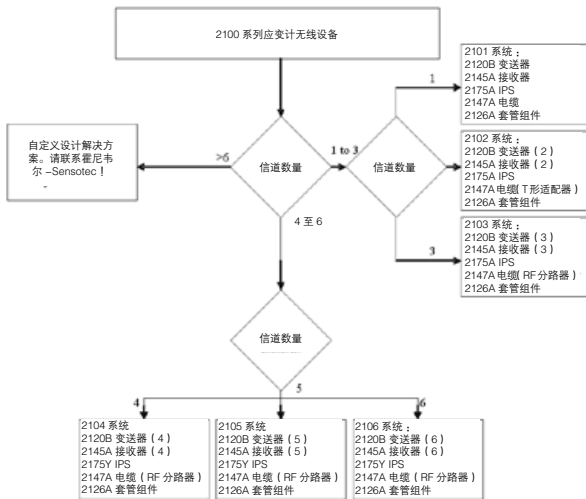 2100 系列应变计无线设备
1
2101 系统：
2120B 变送器
2145A 接收器
2175A IPS
2147A 电缆
2126A 套管组件
自定义设计解决方
案。请联系霍尼韦
尔 –Sensotec！
-
>6
信道数量
1 to 3
信道数量
2102 系统：
2120B 变送器（2）
2145A 接收器（2）
2175A IPS
2147A 电缆（T 形适配器）
2126A 套管组件
4 至 6
3
2103 系统：
2120B 变送器（3）
2145A 接收器（3）
2175A IPS
2147A 电缆（RF 分路器）
2126A 套管组件
信道数量
4
5
6
2104 系统
2120B 变送器（4）
2145A 接收器（4）
2175Y IPS
2147A 电缆（RF 分路器）
2126A 套管组件
2105 系统
2120B 变送器（5）
2145A 接收器（5）
2175Y IPS
2147A 电缆（RF 分路器）
2126A 套管组件
2106 系统：
2120B 变送器（6）
2145A 接收器（6）
2175Y IPS
2147A 电缆（RF 分路器）
2126A 套管组件